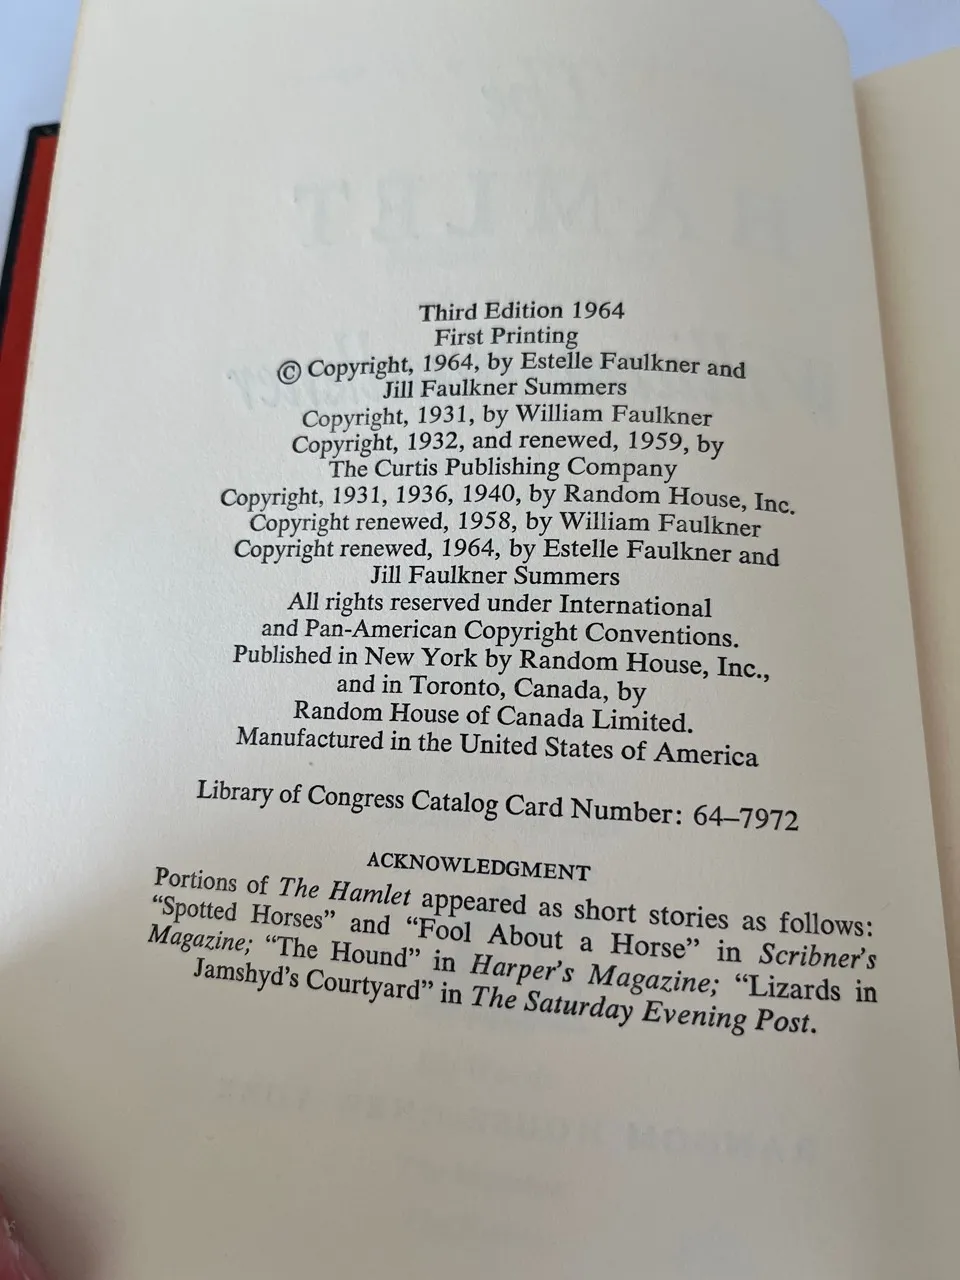 Third Edition 1964
First Printing
© Copyright, 1964, by Estelle Faulkner and
Jill Faulkner Summers
Copyright, 1931, by William Faulkner
Copyright, 1932, and renewed, 1959, by
The Curtis Publishing Company
Copyright, 1931, 1936, 1940, by Random House, Inc.
Copyright renewed, 1958, by William Faulkner
Copyright renewed, 1964, by Estelle Faulkner and
Jill Faulkner Summers
All rights reserved under International
and Pan-American Copyright Conventions.
Published in New York by Random House, Inc.,
and in Toronto, Canada, by
Random House of Canada Limited.
Manufactured in the United States of America
Library of Congress Catalog Card Number: 64–7972
ACKNOWLEDGMENT
Portions of The Hamlet appeared as short stories as follows:
“Spotted Horses” and “Fool About a Horse” in Scribner’s
Magazine; “The Hound” in Harper’s Magazine; “Lizards in
Jamshyd’s Courtyard” in The Saturday Evening Post.